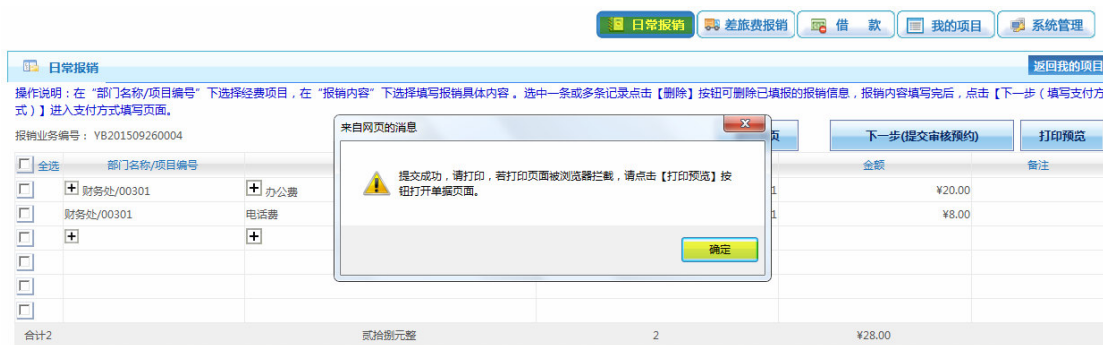 日常报销 差旅费报销 借 款 我的项目 系统管理
日常报销 返回我的项目
操作说明：在“部门名称/项目编号”下选择经费项目，在“报销内容”下选择填写报销具体内容。选中一条或多条记录点击【删除】按钮可删除已填报的报销信息，报销内容填写完后，点击【下一步（填写支付方
式）】进入支付方式填写页面。
来自网页的消息
报销业务编号： YB201509260004 页 下一步(提交审核预约) 打印预览
全选 部门名称/项目编号 金额 备注
提交成功，请打印，若打印页面被浏览器拦截，请点击【打印预览】按
钮打开单据页面。
财务处/00301 办公费 1 ¥20.00
财务处/00301 电话费 1 ¥8.00
确定
合计2 贰拾捌元整 2 ¥28.00